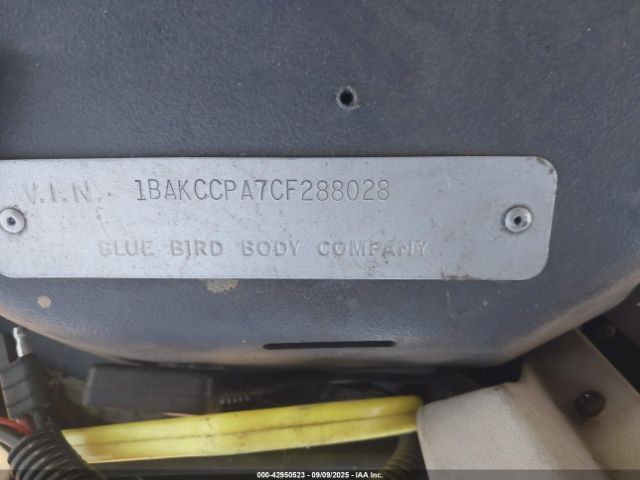 V.I.N. 1BAKCCPA7CF288028
BLUE BIRD BODY COMPANY
000-42950523 - 09/09/2025 - IAA Inc.